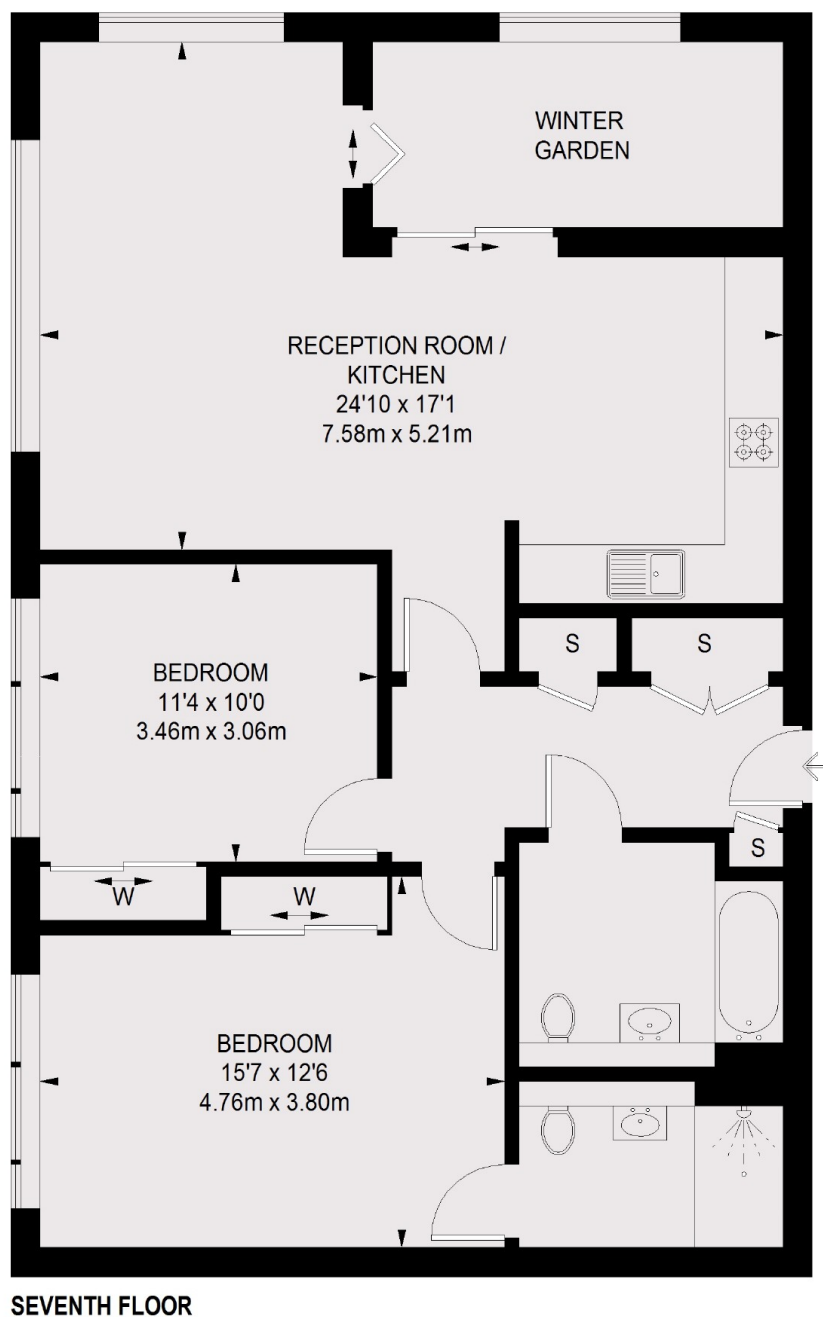 WINTER
GARDEN
RECEPTION ROOM /
KITCHEN
24'10 x 17'1
7.58m x 5.21m
S
S
BEDROOM
11'4 x 10'0
3.46m x 3.06m
S
W
W
BEDROOM
15'7 x 12'6
4.76m x 3.80m
SEVENTH FLOOR